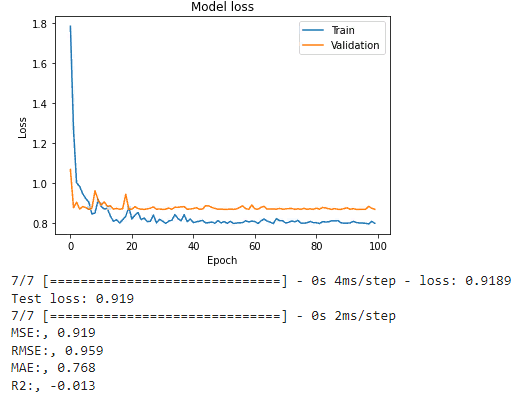 Model loss
Train
Validation
1.8
1.6
1.4
1.2
1.0
0.8
Loss
0 20 40 60 80 100
Epoch
7/7 [==============================] - 0s 4ms/step - loss: 0.9189
Test loss: 0.919
7/7 [==============================] - 0s 2ms/step
MSE:, 0.919
RMSE:, 0.959
MAE:, 0.768
R2:, -0.013